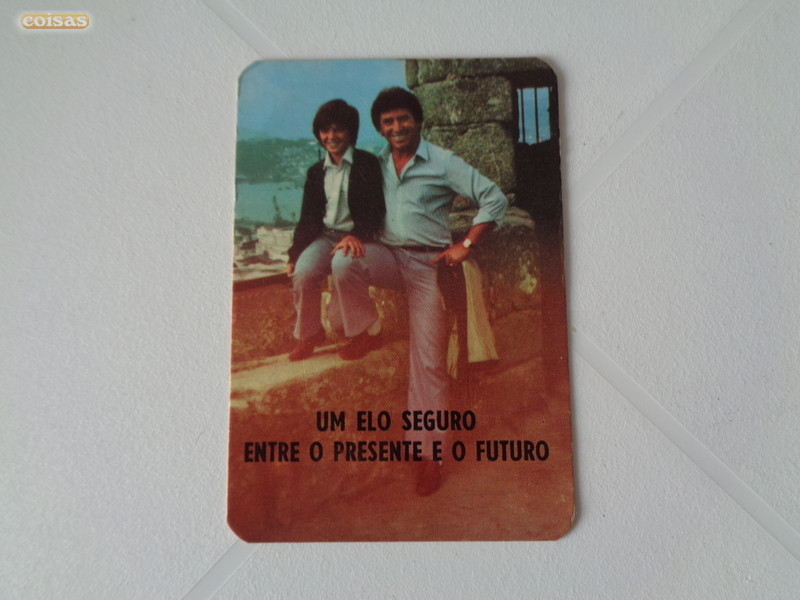 coisas
UM ELO SEGURO
ENTRE O PRESENTE E O FUTURO